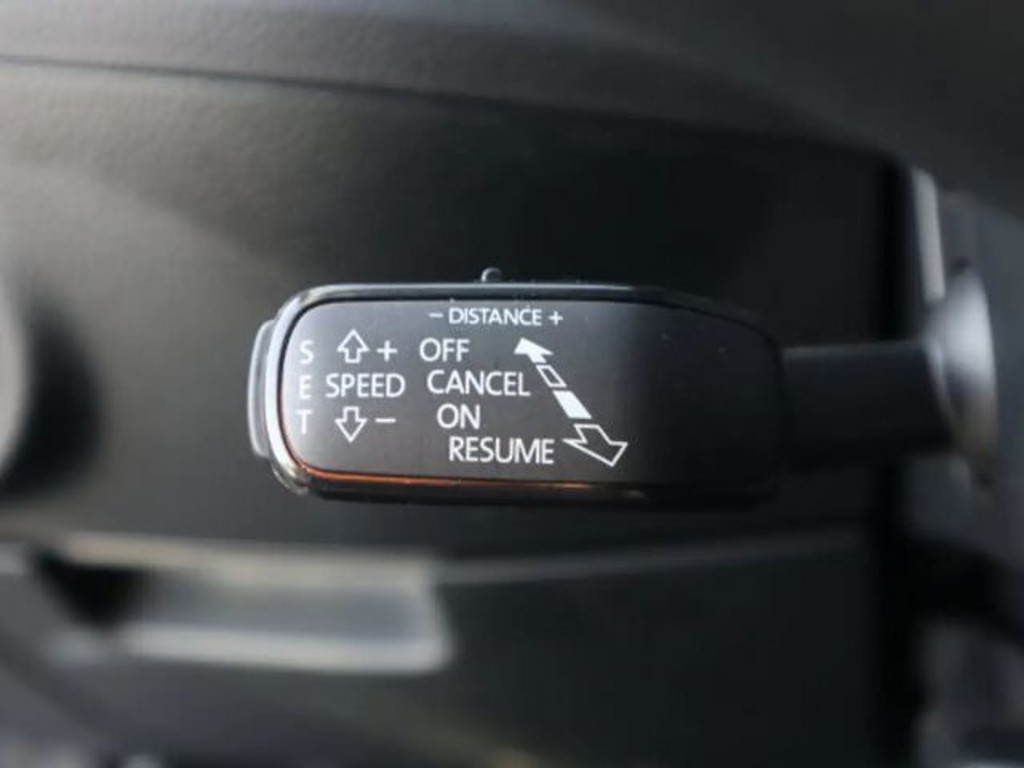 - DISTANCE +
S + OFF
E SPEED CANCEL
T - ON
RESUME